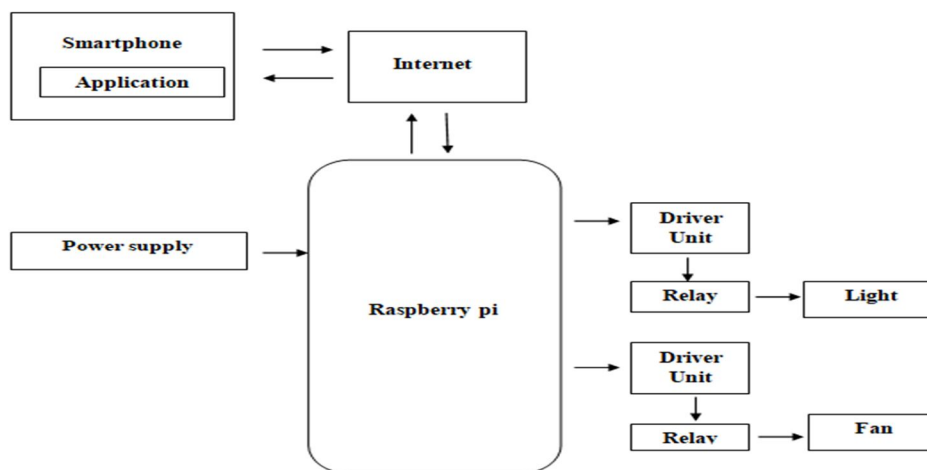 Smartphone
Application
Internet
Power supply
Raspberry pi
Driver
Unit
Relay
Light
Driver
Unit
Relay
Fan